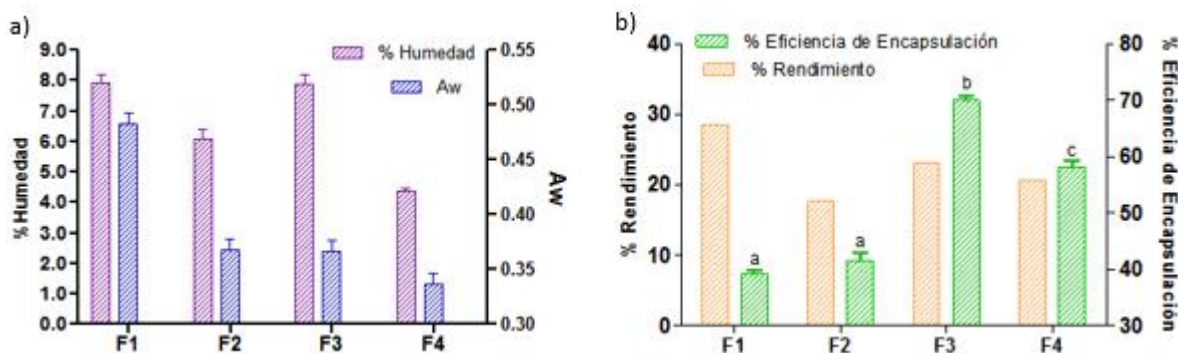 a)
% Humedad
Aw
% Humedad
9.0
8.0
7.0
6.0
5.0
4.0
3.0
2.0
1.0
0.0
F1 F2 F3 F4
0.55
0.50
0.45
0.40
0.35
0.30
Aw
b)
% Eficiencia de Encapsulación
% Rendimiento
% Rendimiento
40
30
20
10
0
a a b c
F1 F2 F3 F4
80
70
60
50
40
30
% Eficiencia de Encapsulación